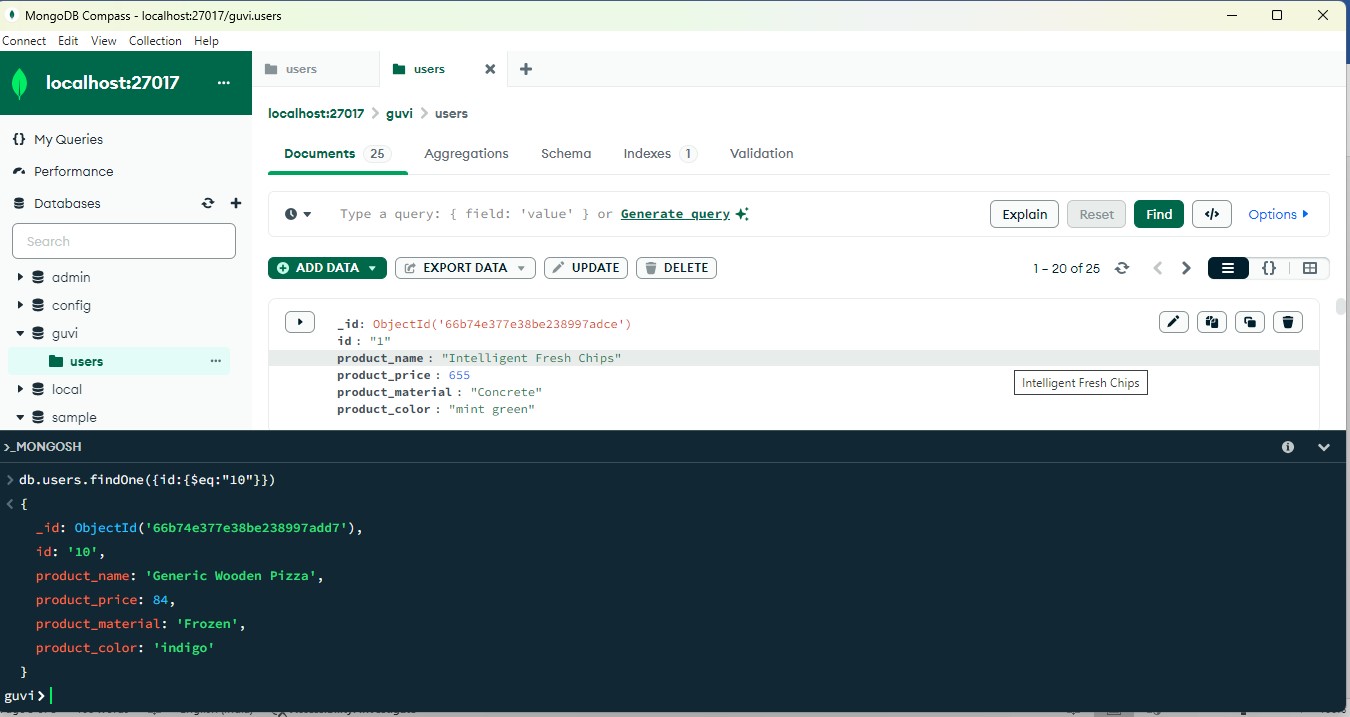 MongoDB Compass - localhost:27017/guvi.users
Connect Edit View Collection Help
localhost:27017 ...
My Queries
Performance
Databases
Search
admin
config
guvi
users ...
local
sample
users
users
localhost:27017 > guvi > users
Documents 25 Aggregations Schema Indexes 1 Validation
Type a query: { field: 'value' } or Generate query
Explain Reset Find </> Options
ADD DATA EXPORT DATA UPDATE DELETE
1 – 20 of 25 {}
_id: ObjectId('66b74e377e38be238997adce')
id : "1"
product_name : "Intelligent Fresh Chips"
product_price : 655
product_material : "Concrete"
product_color : "mint green"
Intelligent Fresh Chips
>_MONGOSH
> db.users.findOne({id:{$eq:"10"}})
< {
_id: ObjectId('66b74e377e38be238997add7'),
id: '10',
product_name: 'Generic Wooden Pizza',
product_price: 84,
product_material: 'Frozen',
product_color: 'indigo'
}
guvi>